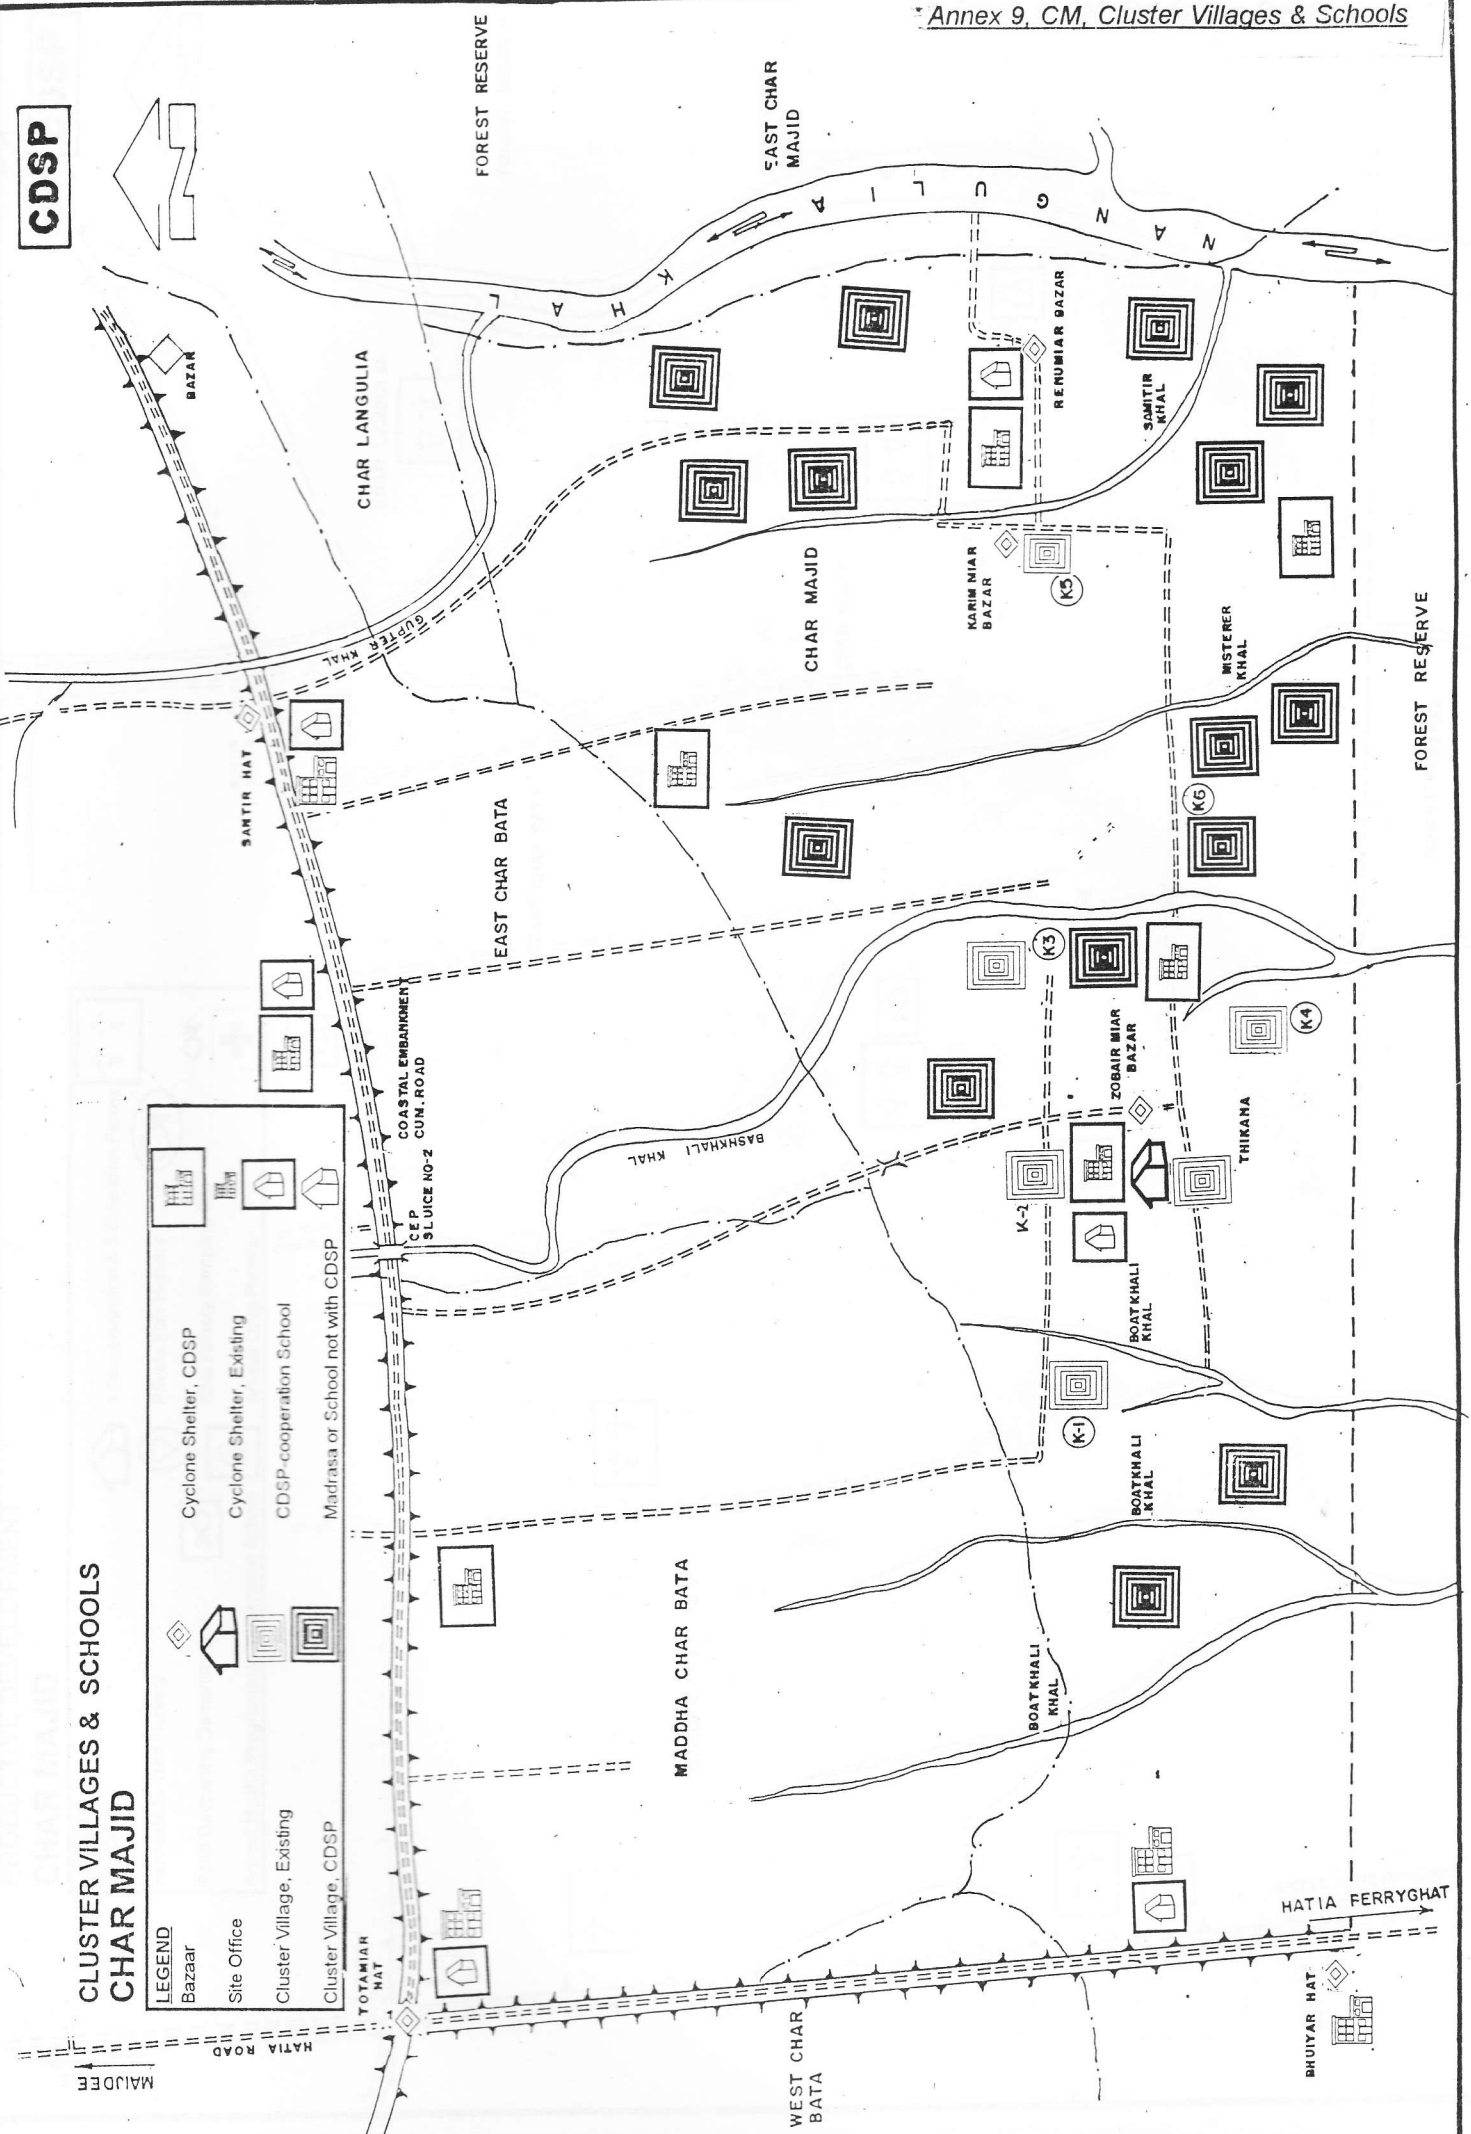 Annex 9, CM, Cluster Villages & Schools
CDSP
CLUSTER VILLAGES & SCHOOLS
CHAR MAJID
LEGEND
Bazaar
Site Office
Cluster Village, Existing
Cluster Village, CDSP
Cyclone Shelter, CDSP
Cyclone Shelter, Existing
CDSP-cooperation School
Madrasa or School not with CDSP
MAIJDEE
HATIA ROAD
TOTAMIAR
HAT
CEP
SLUICE NO-2
COASTAL EMBANKMENT
CUM.ROAD
SANTIR HAT
BAZAR
FOREST RESERVE
CHAR LANGULIA
GUPTER KHAL
EAST CHAR BATA
BASHKHALI KHAL
MADDHA CHAR BATA
WEST CHAR
BATA
EAST CHAR
MAJID
NANGULIA
KHAL
CHAR MAJID
KARIM MIAR
BAZAR
K5
REMUMIAR BAZAR
SAMITIR
KHAL
MISTERER
KHAL
K6
K3
K4
ZOBAIR MIAR
BAZAR
THIKANA
K-2
K-1
BOATKHALI
KHAL
BOATKHALI
KHAL
BOATKHALI
KHAL
FOREST RESERVE
HATIA FERRYGHAT
BHUIYAR HAT